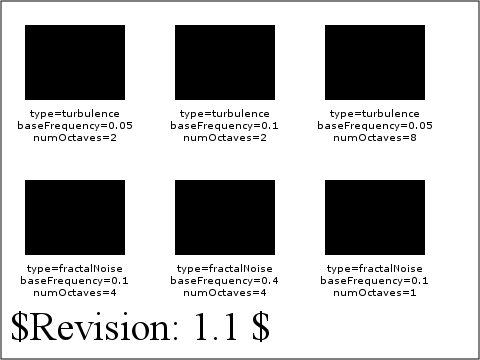 type=turbulence
baseFrequency=0.05
numOctaves=2
type=turbulence
baseFrequency=0.1
numOctaves=2
type=turbulence
baseFrequency=0.05
numOctaves=8
type=fractalNoise
baseFrequency=0.1
numOctaves=4
type=fractalNoise
baseFrequency=0.4
numOctaves=4
type=fractalNoise
baseFrequency=0.1
numOctaves=1
$Revision: 1.1 $